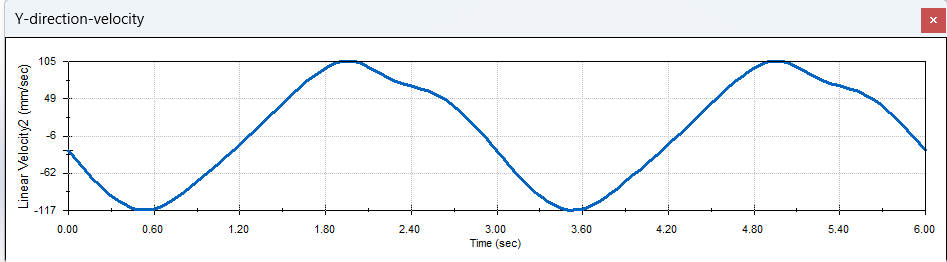 Y-direction-velocity
Linear Velocity2 (mm/sec)
105
49
-6
-62
-117
0.00 0.60 1.20 1.80 2.40 3.00 3.60 4.20 4.80 5.40 6.00
Time (sec)